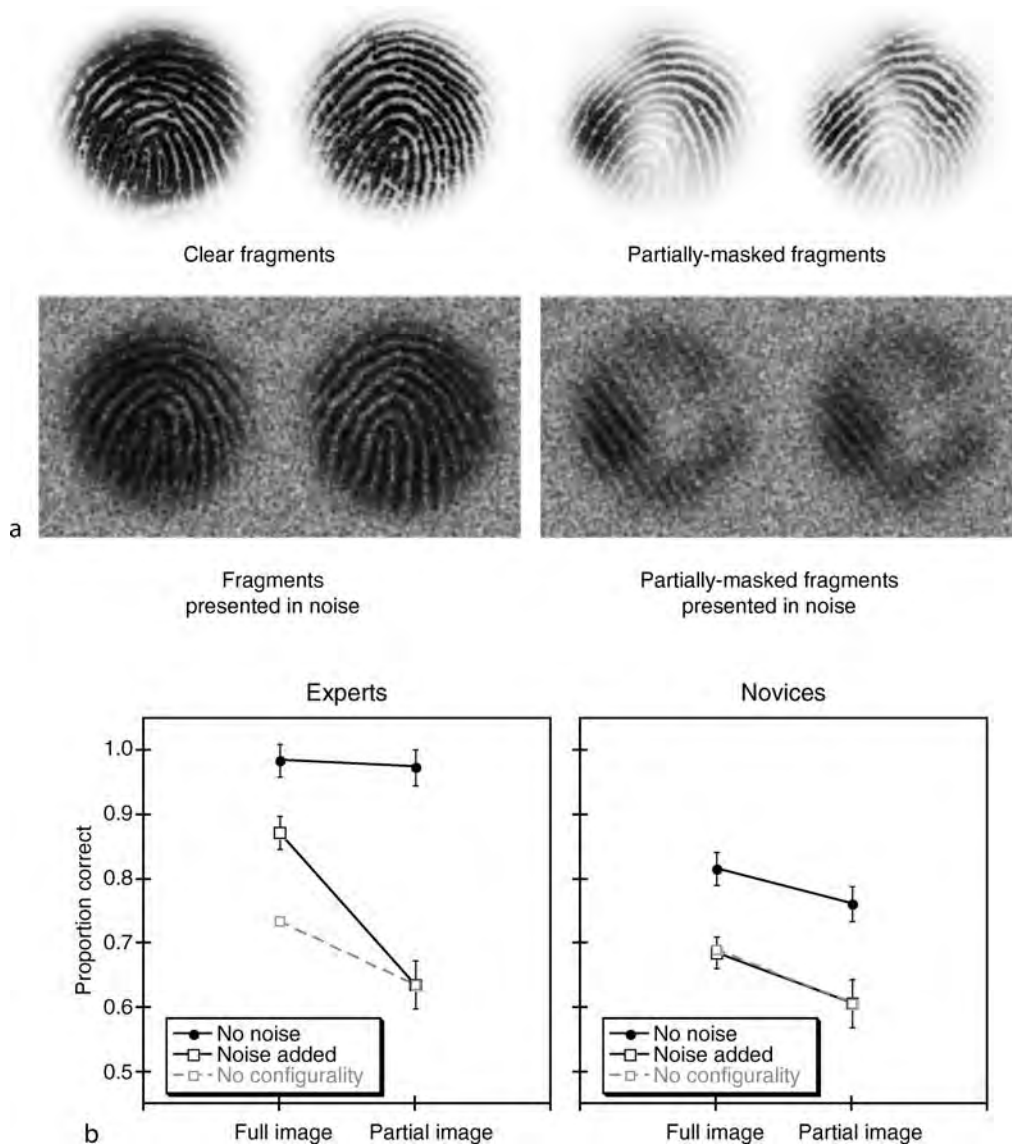 Clear fragments
Partially-masked fragments
a
Fragments
presented in noise
Partially-masked fragments
presented in noise
Experts
Novices
Proportion correct
1.0
0.9
0.8
0.7
0.6
0.5
No noise
Noise added
No configurality
No noise
Noise added
No configurality
b
Full image
Partial image
Full image
Partial image